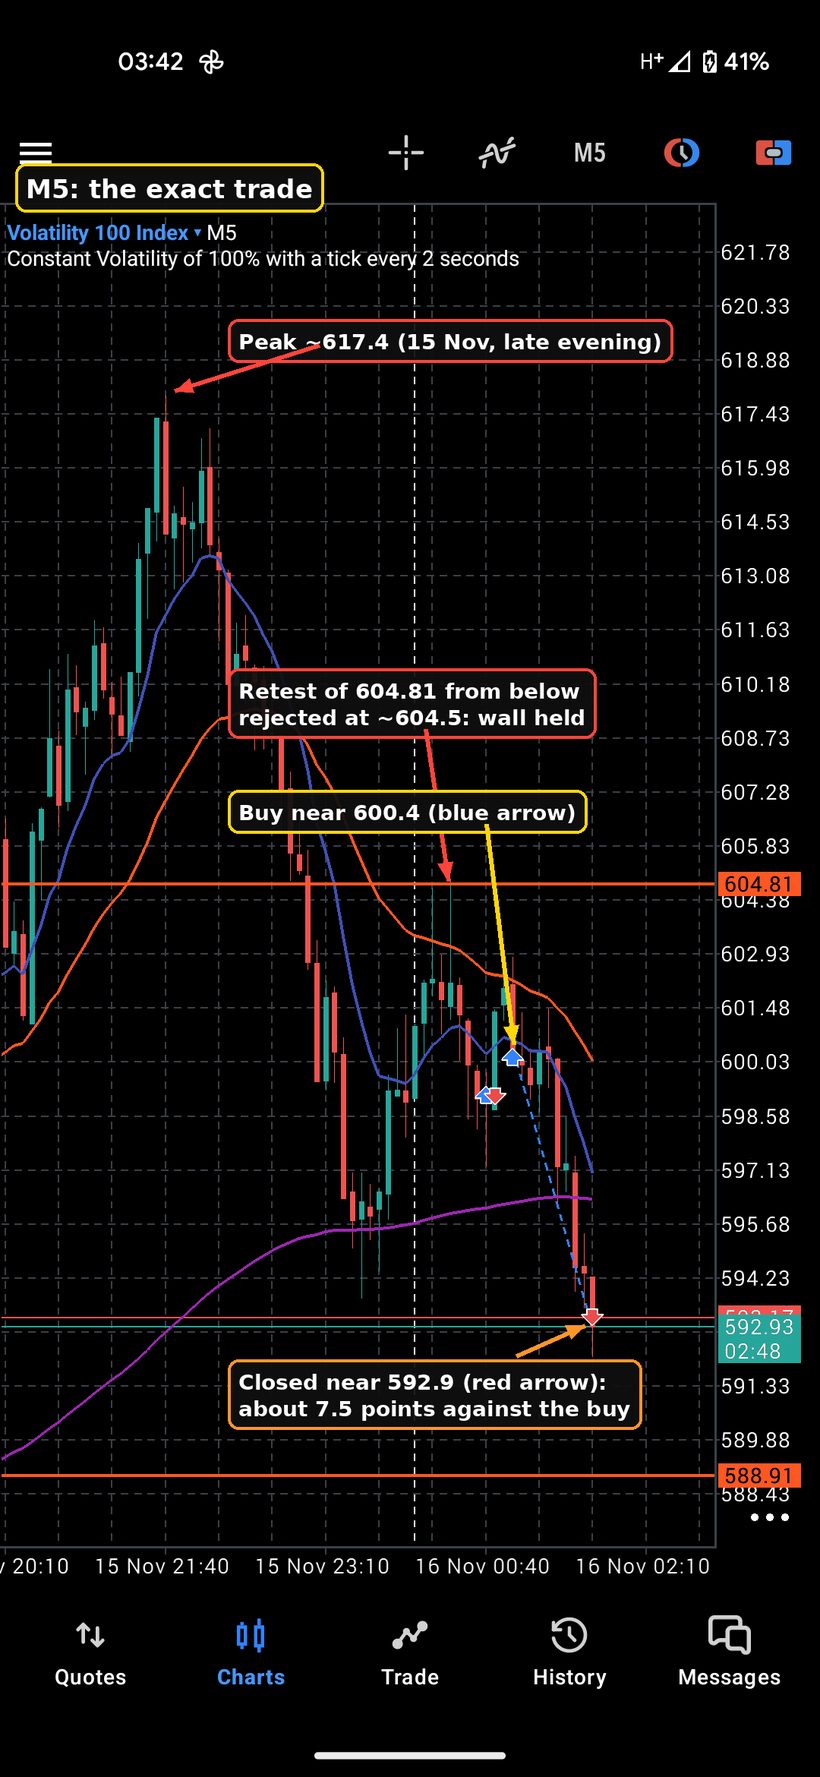 03:42
H+
41%
M5
M5: the exact trade
Volatility 100 Index ▾ M5
Constant Volatility of 100% with a tick every 2 seconds
621.78
620.33
Peak ~617.4 (15 Nov, late evening)
618.88
617.43
615.98
614.53
613.08
611.63
610.18
Retest of 604.81 from below
rejected at ~604.5: wall held
608.73
607.28
Buy near 600.4 (blue arrow)
605.83
604.81
604.38
602.93
601.48
600.03
598.58
597.13
595.68
594.23
592.93
02:48
Closed near 592.9 (red arrow):
about 7.5 points against the buy
591.33
589.88
588.91
588.43
20:10
15 Nov 21:40
15 Nov 23:10
16 Nov 00:40
16 Nov 02:10
Quotes
Charts
Trade
History
Messages